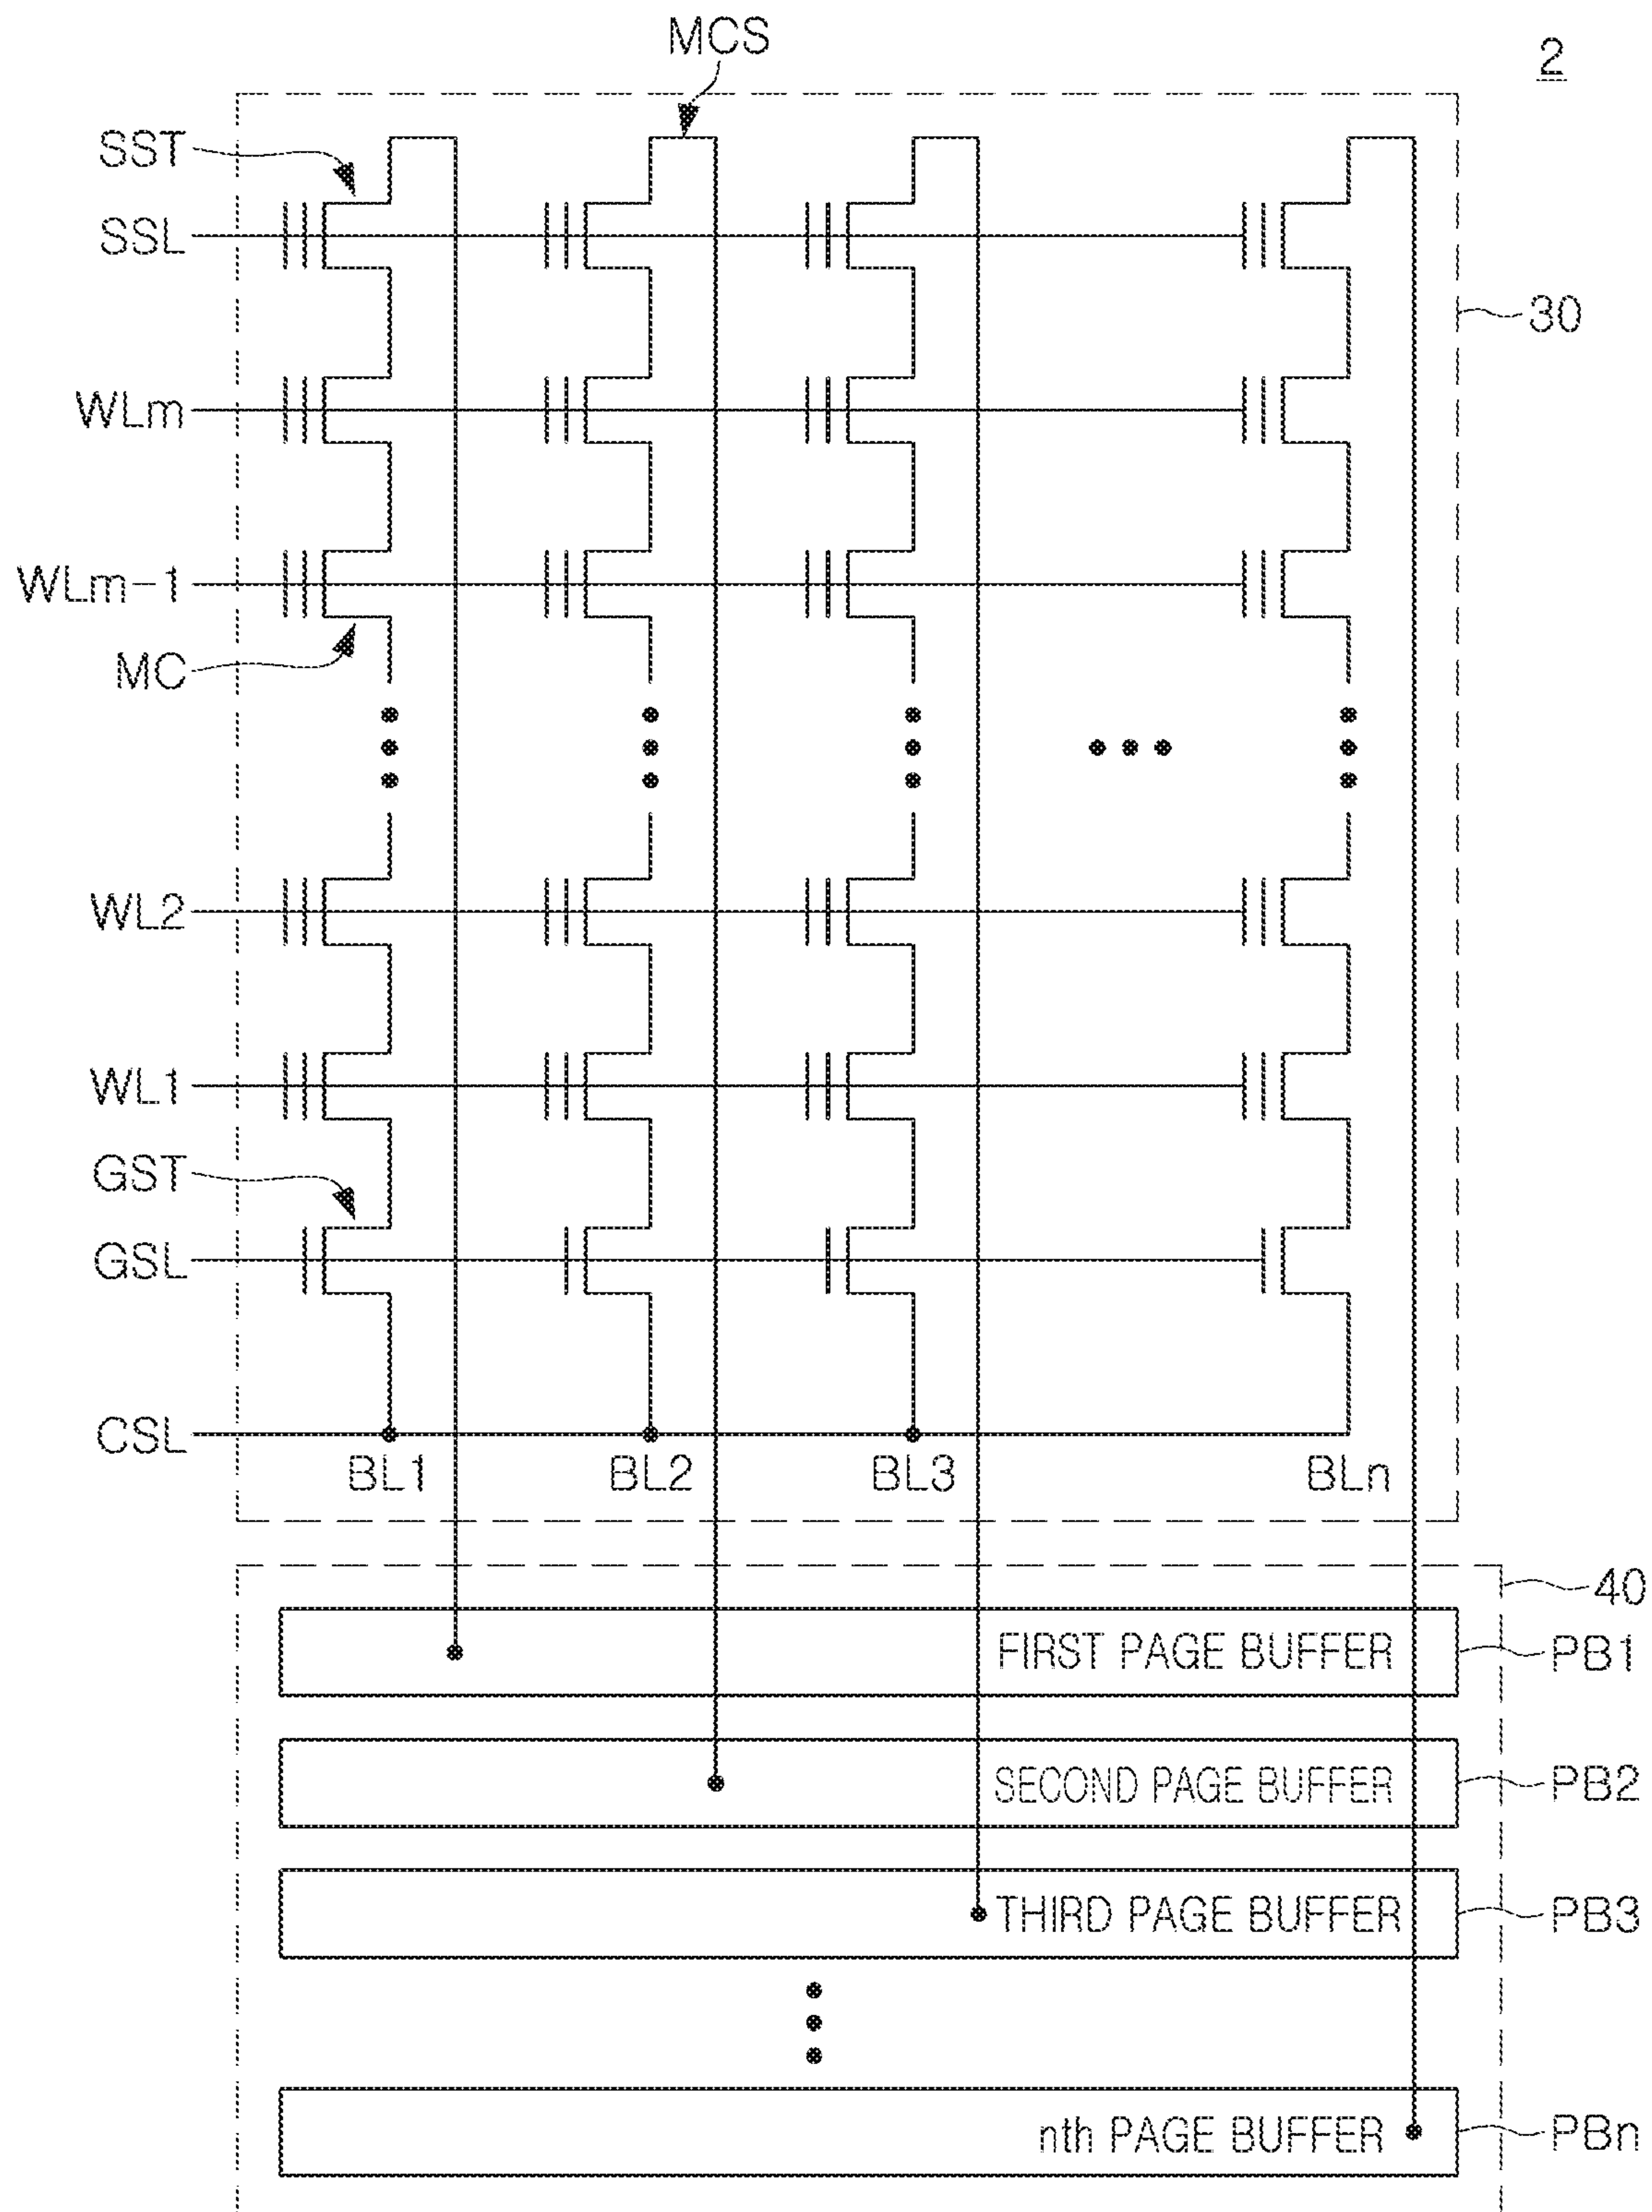 MCS
2
SST
SSL
30
WLm
WLm-1
MC
WL2
WL1
GST
GSL
CSL
BL1 BL2 BL3 BLn
40
FIRST PAGE BUFFER PB1
SECOND PAGE BUFFER PB2
THIRD PAGE BUFFER PB3
nth PAGE BUFFER PBn